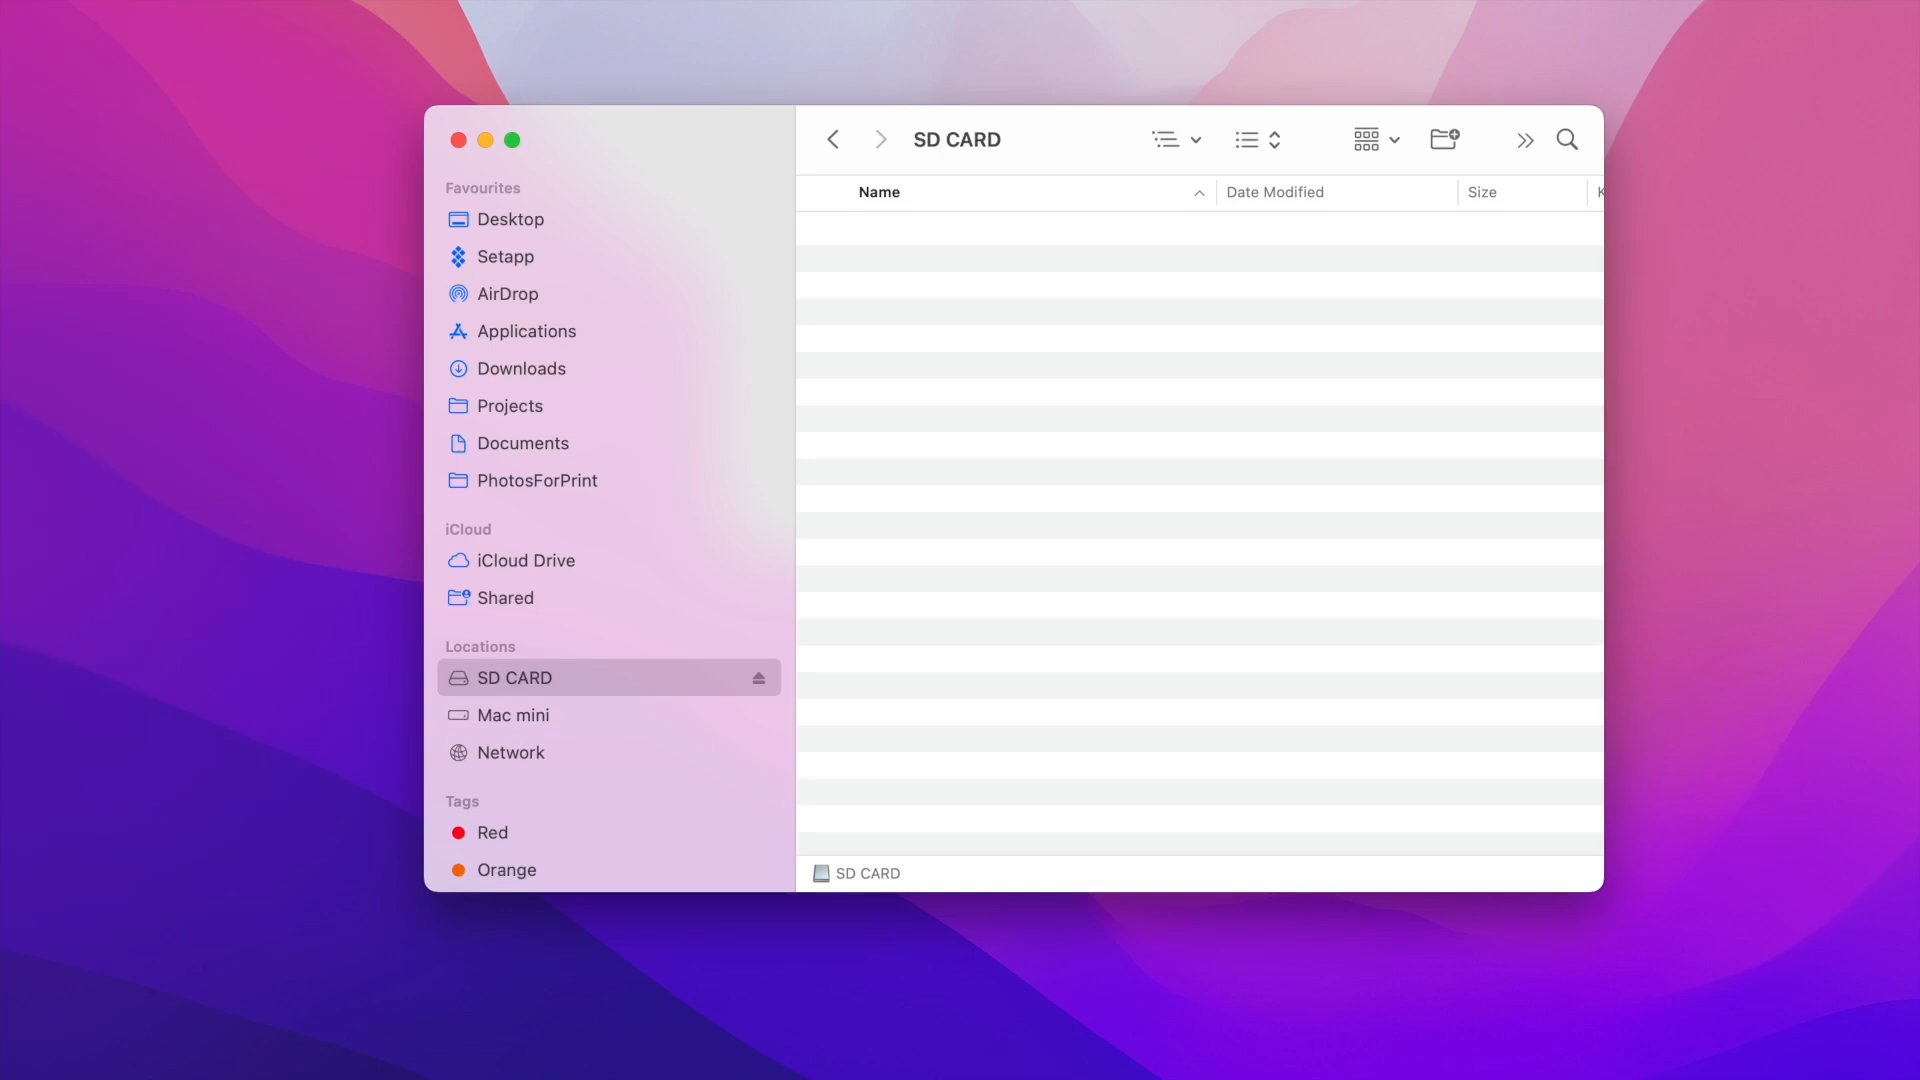 SD CARD
Name
Date Modified
Size
K
Favourites
Desktop
Setapp
AirDrop
Applications
Downloads
Projects
Documents
PhotosForPrint
iCloud
iCloud Drive
Shared
Locations
SD CARD
Mac mini
Network
Tags
Red
Orange
SD CARD